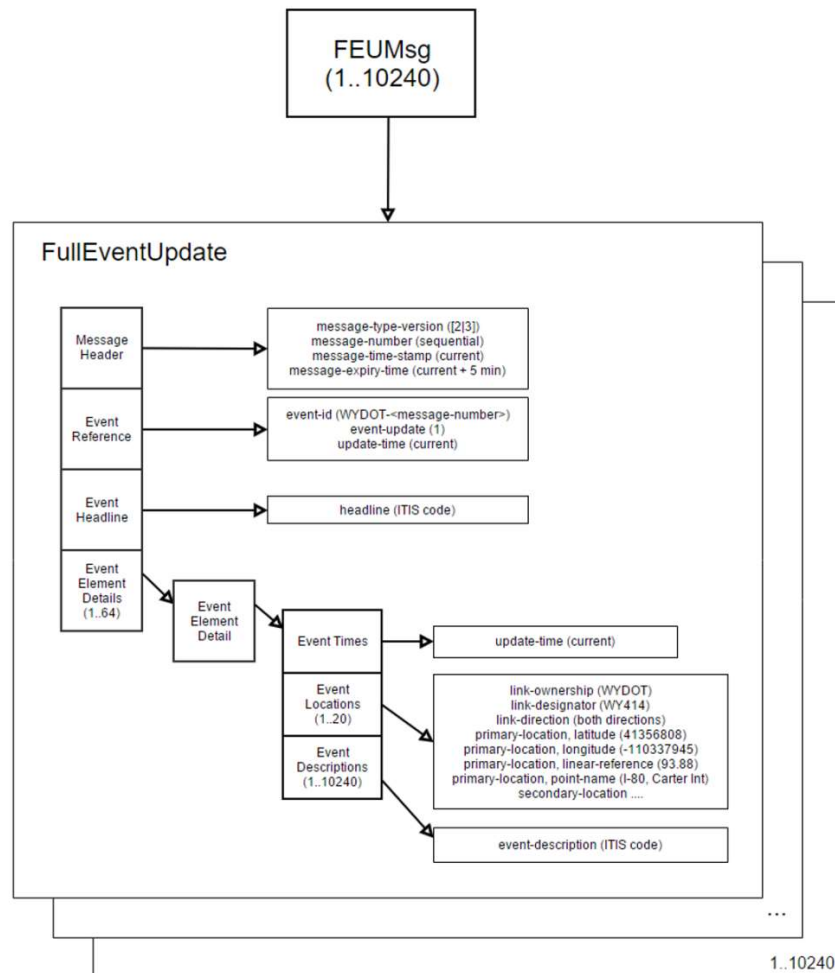 FEUMsg
(1..10240)
FullEventUpdate
Message
Header
message-type-version ([2|3])
message-number (sequential)
message-time-stamp (current)
message-expiry-time (current + 5 min)
Event
Reference
event-id (WYDOT-<message-number>)
event-update (1)
update-time (current)
Event
Headline
headline (ITIS code)
Event
Element
Details
(1..64)
Event
Element
Detail
Event Times
update-time (current)
Event
Locations
(1..20)
link-ownership (WYDOT)
link-designator (WY414)
link-direction (both directions)
primary-location, latitude (41356808)
primary-location, longitude (-110337945)
primary-location, linear-reference (93.88)
primary-location, point-name (I-80, Carter Int)
secondary-location ....
Event
Descriptions
(1..10240)
event-description (ITIS code)
...
1..10240